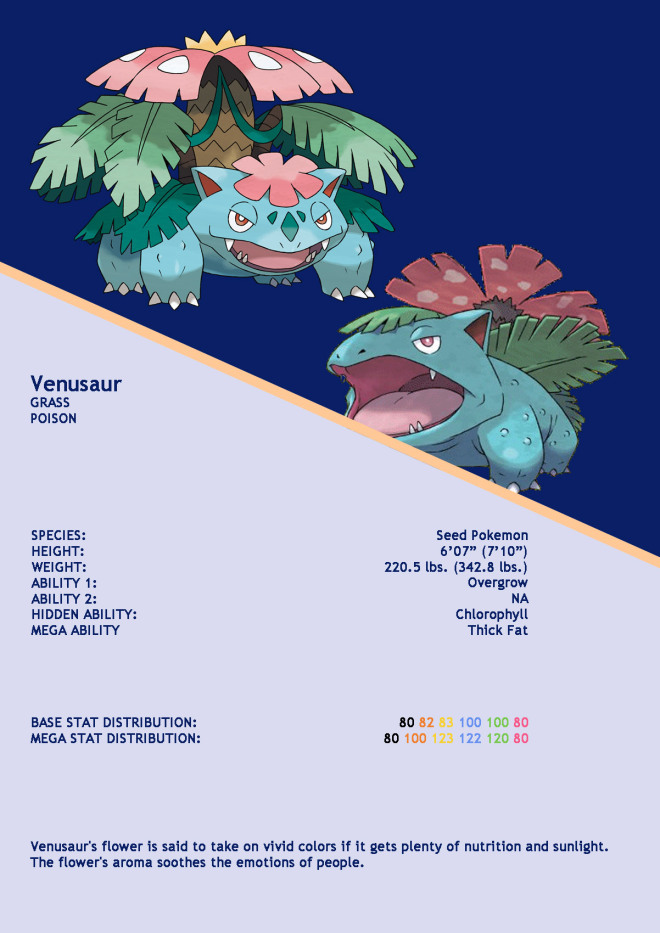 Venusaur
GRASS
POISON
SPECIES: Seed Pokemon
HEIGHT: 6’07” (7’10”)
WEIGHT: 220.5 lbs. (342.8 lbs.)
ABILITY 1: Overgrow
ABILITY 2: NA
HIDDEN ABILITY: Chlorophyll
MEGA ABILITY Thick Fat
BASE STAT DISTRIBUTION: 80 82 83 100 100 80
MEGA STAT DISTRIBUTION: 80 100 123 122 120 80
Venusaur's flower is said to take on vivid colors if it gets plenty of nutrition and sunlight.
The flower's aroma soothes the emotions of people.